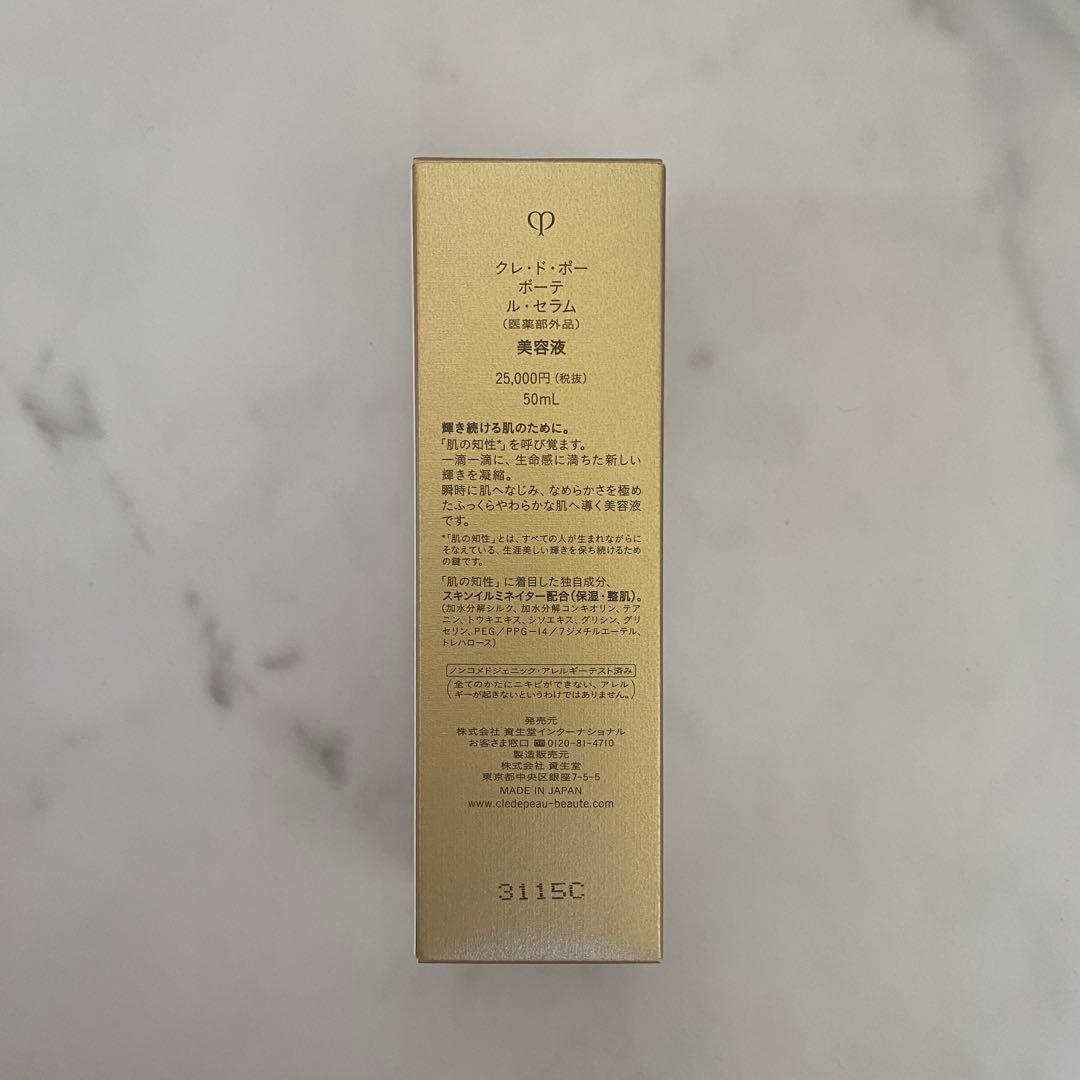 クレ・ド・ポー
ボーテ
ル・セラム
(医薬部外品)
美容液
25,000円(税抜)
50mL
輝き続ける肌のために。
「肌の知性*」を呼び覚ます。
一滴一滴に、生命感に満ちた新しい
輝きを凝縮。
瞬時に肌へなじみ、なめらかさを極め
たふっくらやわらかな肌へ導く美容液
です。
*「肌の知性」とは、すべての人が生まれながらに
そなえている、生涯美しい輝きを保ち続けるため
の鍵です。
「肌の知性」に着目した独自成分、
スキンイルミネイター配合(保湿・整肌)。
(加水分解シルク、加水分解コンキオリン、テア
ニン、トウキエキス、シソエキス、グリシン、グリ
セリン、PEG/PPG-14/7ジメチルエーテル、
トレハロース)
ノンコメドジェニック・アレルギーテスト済み
(全てのかたにニキビができない、アレル
ギーが起きないというわけではありません。)
発売元
株式会社 資生堂インターナショナル
お客さま窓口 0120-81-4710
製造販売元
株式会社 資生堂
東京都中央区銀座7-5-5
MADE IN JAPAN
www.cledepeau-beaute.com
3115C